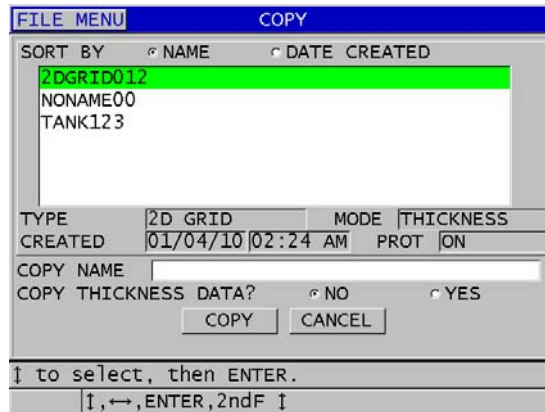 FILE MENU COPY
SORT BY NAME DATE CREATED
2DGRID012
NONAME00
TANK123
TYPE 2D GRID MODE THICKNESS
CREATED 01/04/10 02:24 AM PROT ON
COPY NAME
COPY THICKNESS DATA? NO YES
COPY CANCEL
↕ to select, then ENTER.
↕,↔,ENTER,2ndF ↕